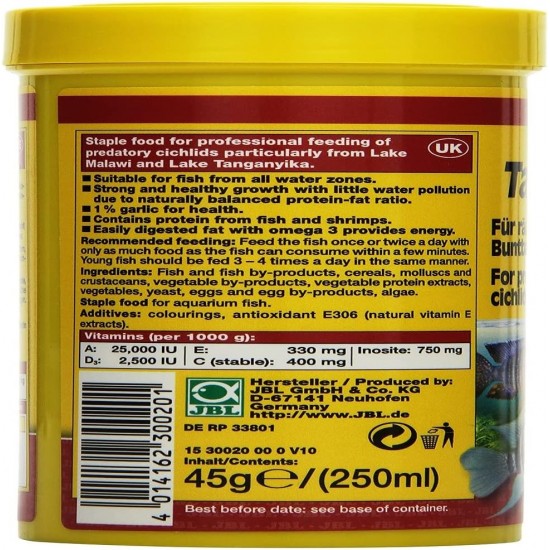 Staple food for professional feeding of
predatory cichlids particularly from Lake
Malawi and Lake Tanganyika.
UK
■ Suitable for fish from all water zones.
■ Strong and healthy growth with little water pollution
due to naturally balanced protein-fat ratio.
■ 1% garlic for health.
■ Contains protein from fish and shrimps.
■ Easily digested fat with omega 3 provides energy.
Recommended feeding: Feed the fish once or twice a day with
only as much food as the fish can consume within a few minutes.
Young fish should be fed 3 – 4 times a day in the same manner.
Ingredients: Fish and fish by-products, cereals, molluscs and
crustaceans, vegetable by-products, vegetable protein extracts,
vegetables, yeast, eggs and egg by-products, algae.
Staple food for aquarium fish.
Additives: colourings, antioxidant E306 (natural vitamin E
extracts).
Vitamins (per 1000 g):
A: 25,000 IU E: 330 mg Inosite: 750 mg
D₃: 2,500 IU C (stable): 400 mg
Hersteller / Produced by:
JBL GmbH & Co. KG
D-67141 Neuhofen
Germany
http://www.JBL.de
JBL
DE RP 33801
4 014162 300201
15 30020 00 0 V10
Inhalt/Contents:
45g℮/(250ml)
Best before date: see base of container.
Für
For